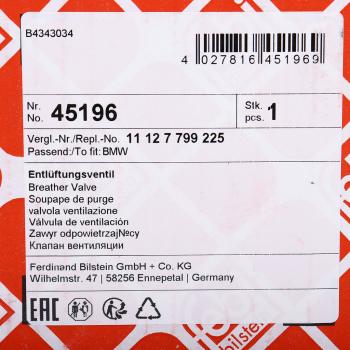 B4343034
4 027816 451969
Nr.
No. 45196
Stk.
pcs. 1
Vergl.-Nr./Repl.-No. 11 12 7 799 225
Passend:/To fit: BMW
Entlüftungsventil
Breather Valve
Soupape de purge
valvola ventilazione
Válvula de ventilación
Zawyr odpowietrzaj№cy
Клапан вентиляции
Ferdinand Bilstein GmbH + Co. KG
Wilhelmstr. 47 | 58256 Ennepetal | Germany
EAC
bilstein